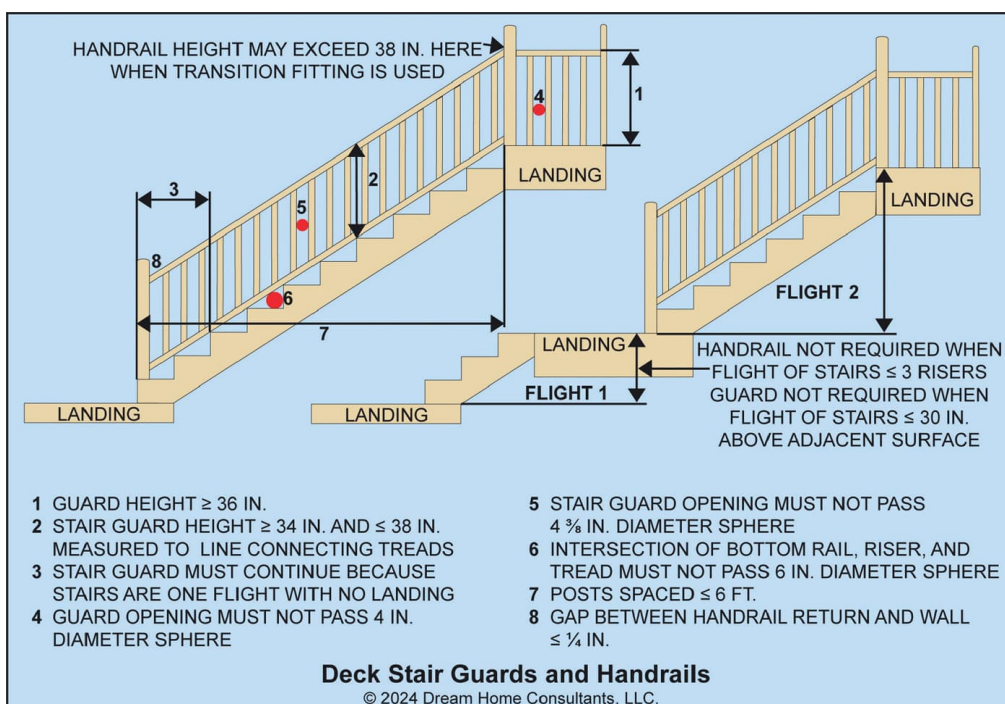 HANDRAIL HEIGHT MAY EXCEED 38 IN. HERE
WHEN TRANSITION FITTING IS USED
4
1
3
2
LANDING
LANDING
5
8
6
FLIGHT 2
7
LANDING
HANDRAIL NOT REQUIRED WHEN
FLIGHT OF STAIRS ≤ 3 RISERS
FLIGHT 1
GUARD NOT REQUIRED WHEN
FLIGHT OF STAIRS ≤ 30 IN.
ABOVE ADJACENT SURFACE
LANDING
LANDING
1 GUARD HEIGHT ≥ 36 IN.
2 STAIR GUARD HEIGHT ≥ 34 IN. AND ≤ 38 IN.
MEASURED TO LINE CONNECTING TREADS
3 STAIR GUARD MUST CONTINUE BECAUSE
STAIRS ARE ONE FLIGHT WITH NO LANDING
4 GUARD OPENING MUST NOT PASS 4 IN.
DIAMETER SPHERE
5 STAIR GUARD OPENING MUST NOT PASS
4 ⅜ IN. DIAMETER SPHERE
6 INTERSECTION OF BOTTOM RAIL, RISER, AND
TREAD MUST NOT PASS 6 IN. DIAMETER SPHERE
7 POSTS SPACED ≤ 6 FT.
8 GAP BETWEEN HANDRAIL RETURN AND WALL
≤ ¼ IN.
Deck Stair Guards and Handrails
© 2024 Dream Home Consultants, LLC.